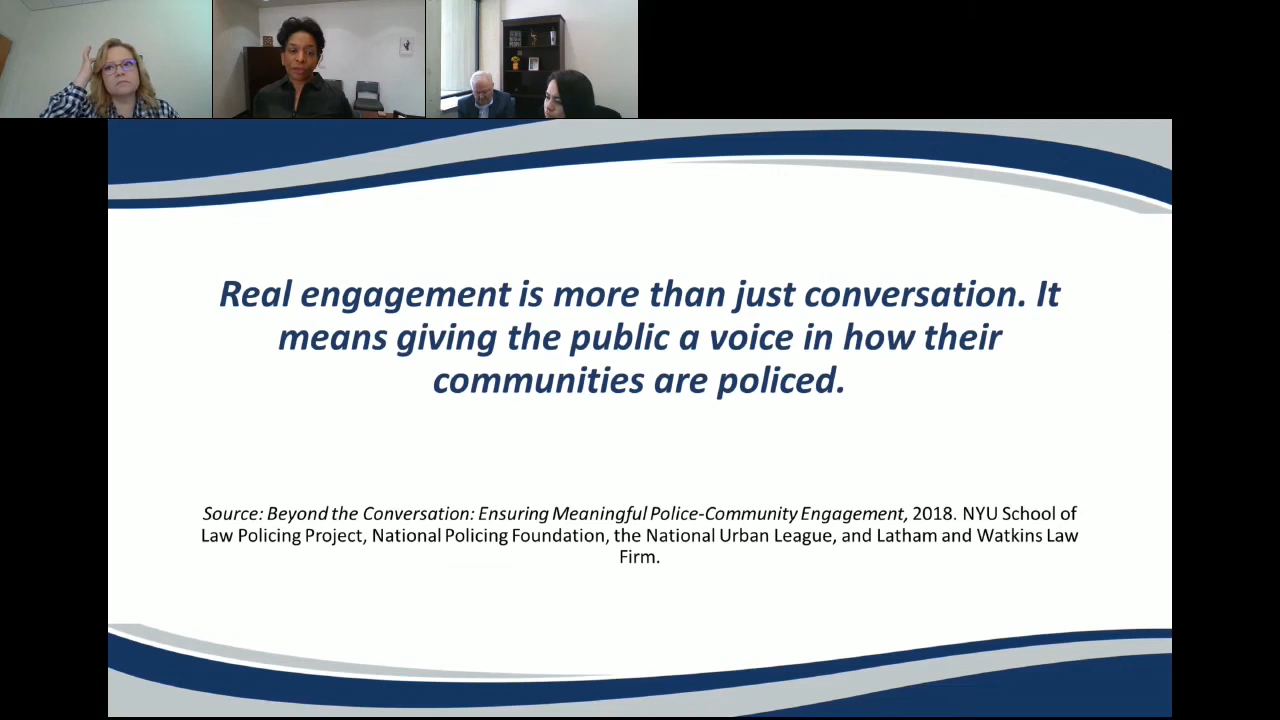 Real engagement is more than just conversation. It
means giving the public a voice in how their
communities are policed.
Source: Beyond the Conversation: Ensuring Meaningful Police-Community Engagement, 2018. NYU School of
Law Policing Project, National Policing Foundation, the National Urban League, and Latham and Watkins Law
Firm.